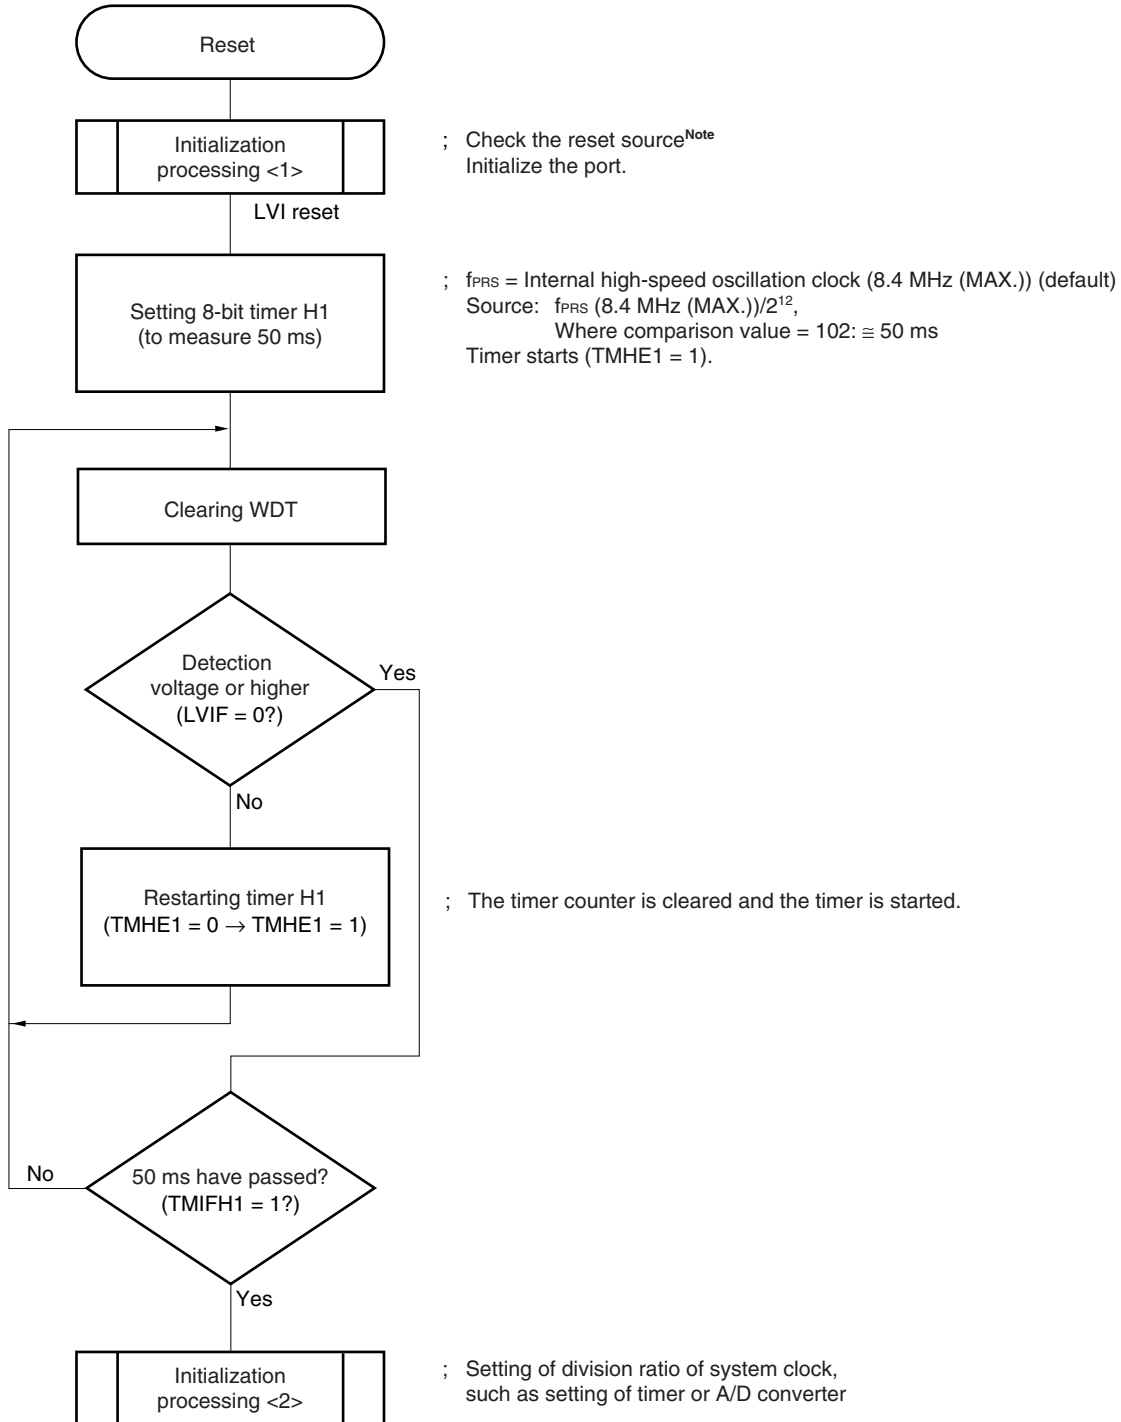 Reset
Initialization
processing <1>
; Check the reset sourceNote
Initialize the port.
LVI reset
Setting 8-bit timer H1
(to measure 50 ms)
; fPRS = Internal high-speed oscillation clock (8.4 MHz (MAX.)) (default)
Source: fPRS (8.4 MHz (MAX.))/2¹²,
Where comparison value = 102: ≅ 50 ms
Timer starts (TMHE1 = 1).
Clearing WDT
Detection
voltage or higher
(LVIF = 0?)
Yes
No
Restarting timer H1
(TMHE1 = 0 → TMHE1 = 1)
; The timer counter is cleared and the timer is started.
50 ms have passed?
(TMIFH1 = 1?)
No
Yes
Initialization
processing <2>
; Setting of division ratio of system clock,
such as setting of timer or A/D converter